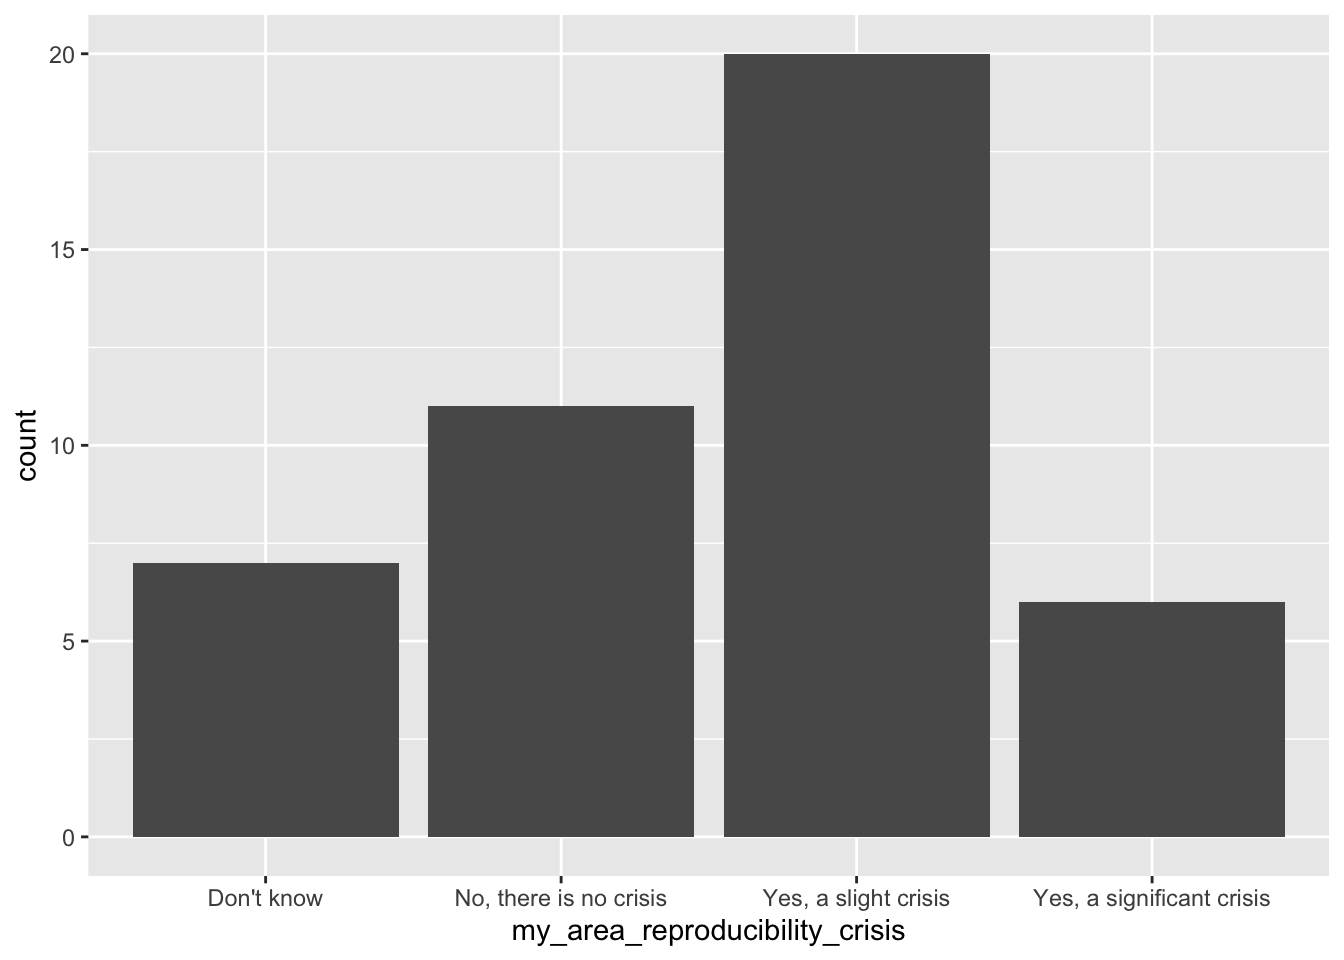 20
15
10
5
0
count
Don't know
No, there is no crisis
Yes, a slight crisis
Yes, a significant crisis
my_area_reproducibility_crisis